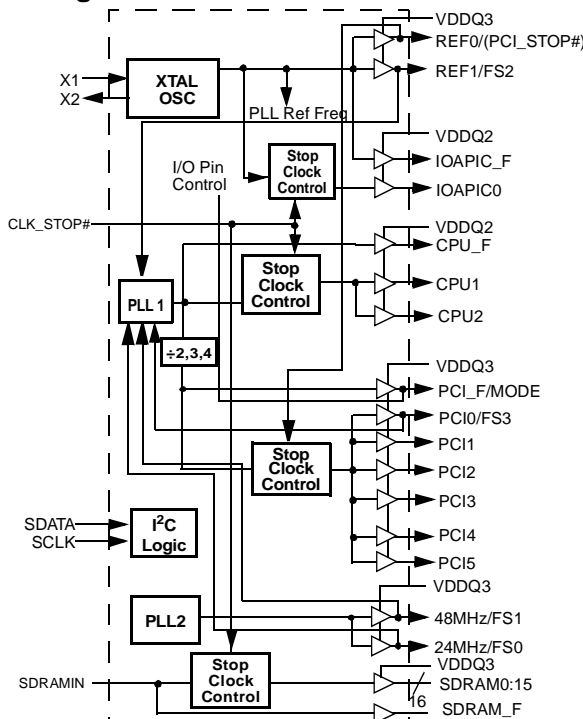 VDDQ3
REF0/(PCI_STOP#)
X1
X2
XTAL
OSC
REF1/FS2
PLL Ref Freq
VDDQ2
I/O Pin
Control
Stop
Clock
Control
IOAPIC_F
IOAPIC0
CLK_STOP#
VDDQ2
CPU_F
Stop
Clock
Control
PLL 1
CPU1
CPU2
÷2,3,4
VDDQ3
PCI_F/MODE
PCI0/FS3
Stop
Clock
Control
PCI1
PCI2
PCI3
PCI4
PCI5
SDATA
SCLK
I²C
Logic
VDDQ3
PLL2
48MHz/FS1
24MHz/FS0
VDDQ3
Stop
Clock
Control
SDRAMIN
SDRAM0:15
16
SDRAM_F